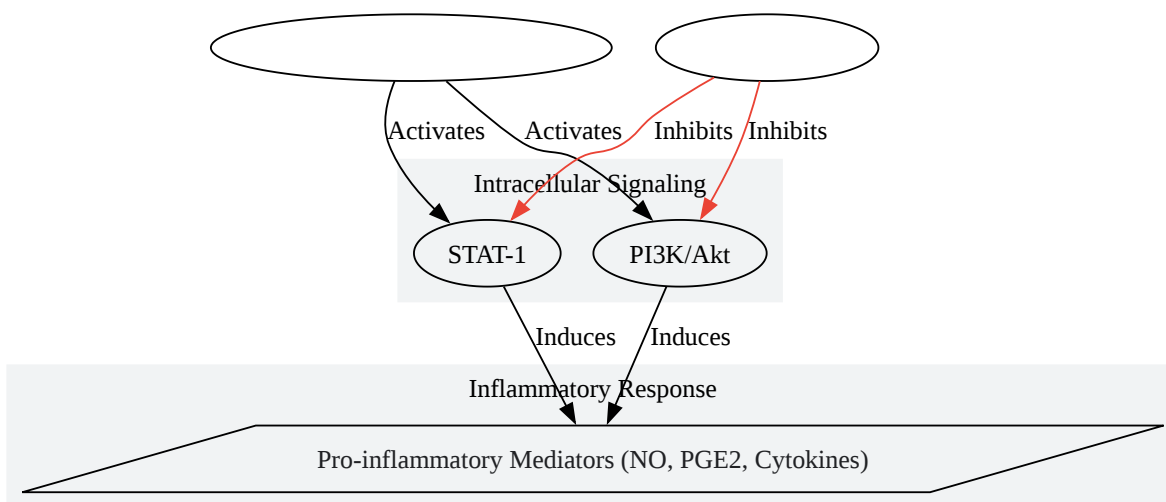 Activates
Activates
Inhibits
Inhibits
Intracellular Signaling
STAT-1
PI3K/Akt
Induces
Induces
Inflammatory Response
Pro-inflammatory Mediators (NO, PGE2, Cytokines)